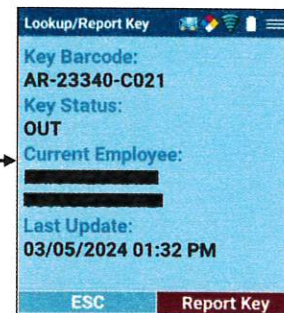 Lookup/Report Key
Key Barcode:
AR-23340-C021
Key Status:
OUT
Current Employee:
Last Update:
03/05/2024 01:32 PM
ESC Report Key